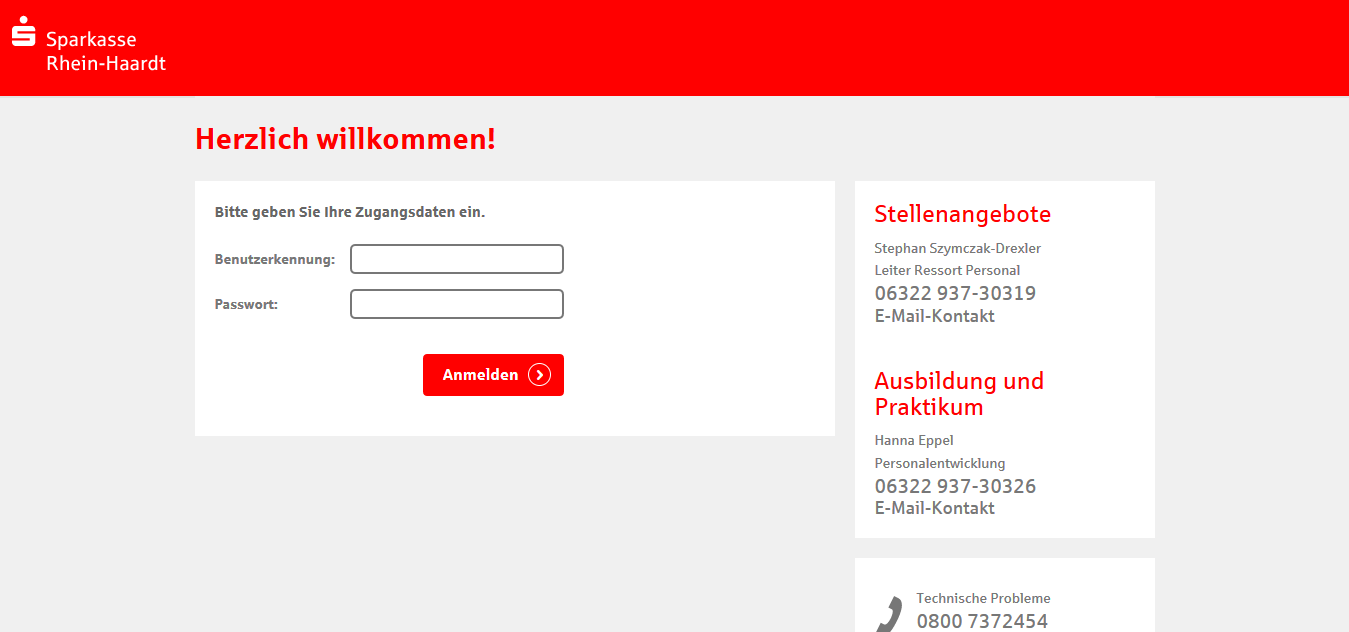 Sparkasse
Rhein-Haardt
Herzlich willkommen!
Bitte geben Sie Ihre Zugangsdaten ein.
Benutzerkennung:
Passwort:
Anmelden
Stellenangebote
Stephan Szymczak-Drexler
Leiter Ressort Personal
06322 937-30319
E-Mail-Kontakt
Ausbildung und
Praktikum
Hanna Eppel
Personalentwicklung
06322 937-30326
E-Mail-Kontakt
Technische Probleme
0800 7372454